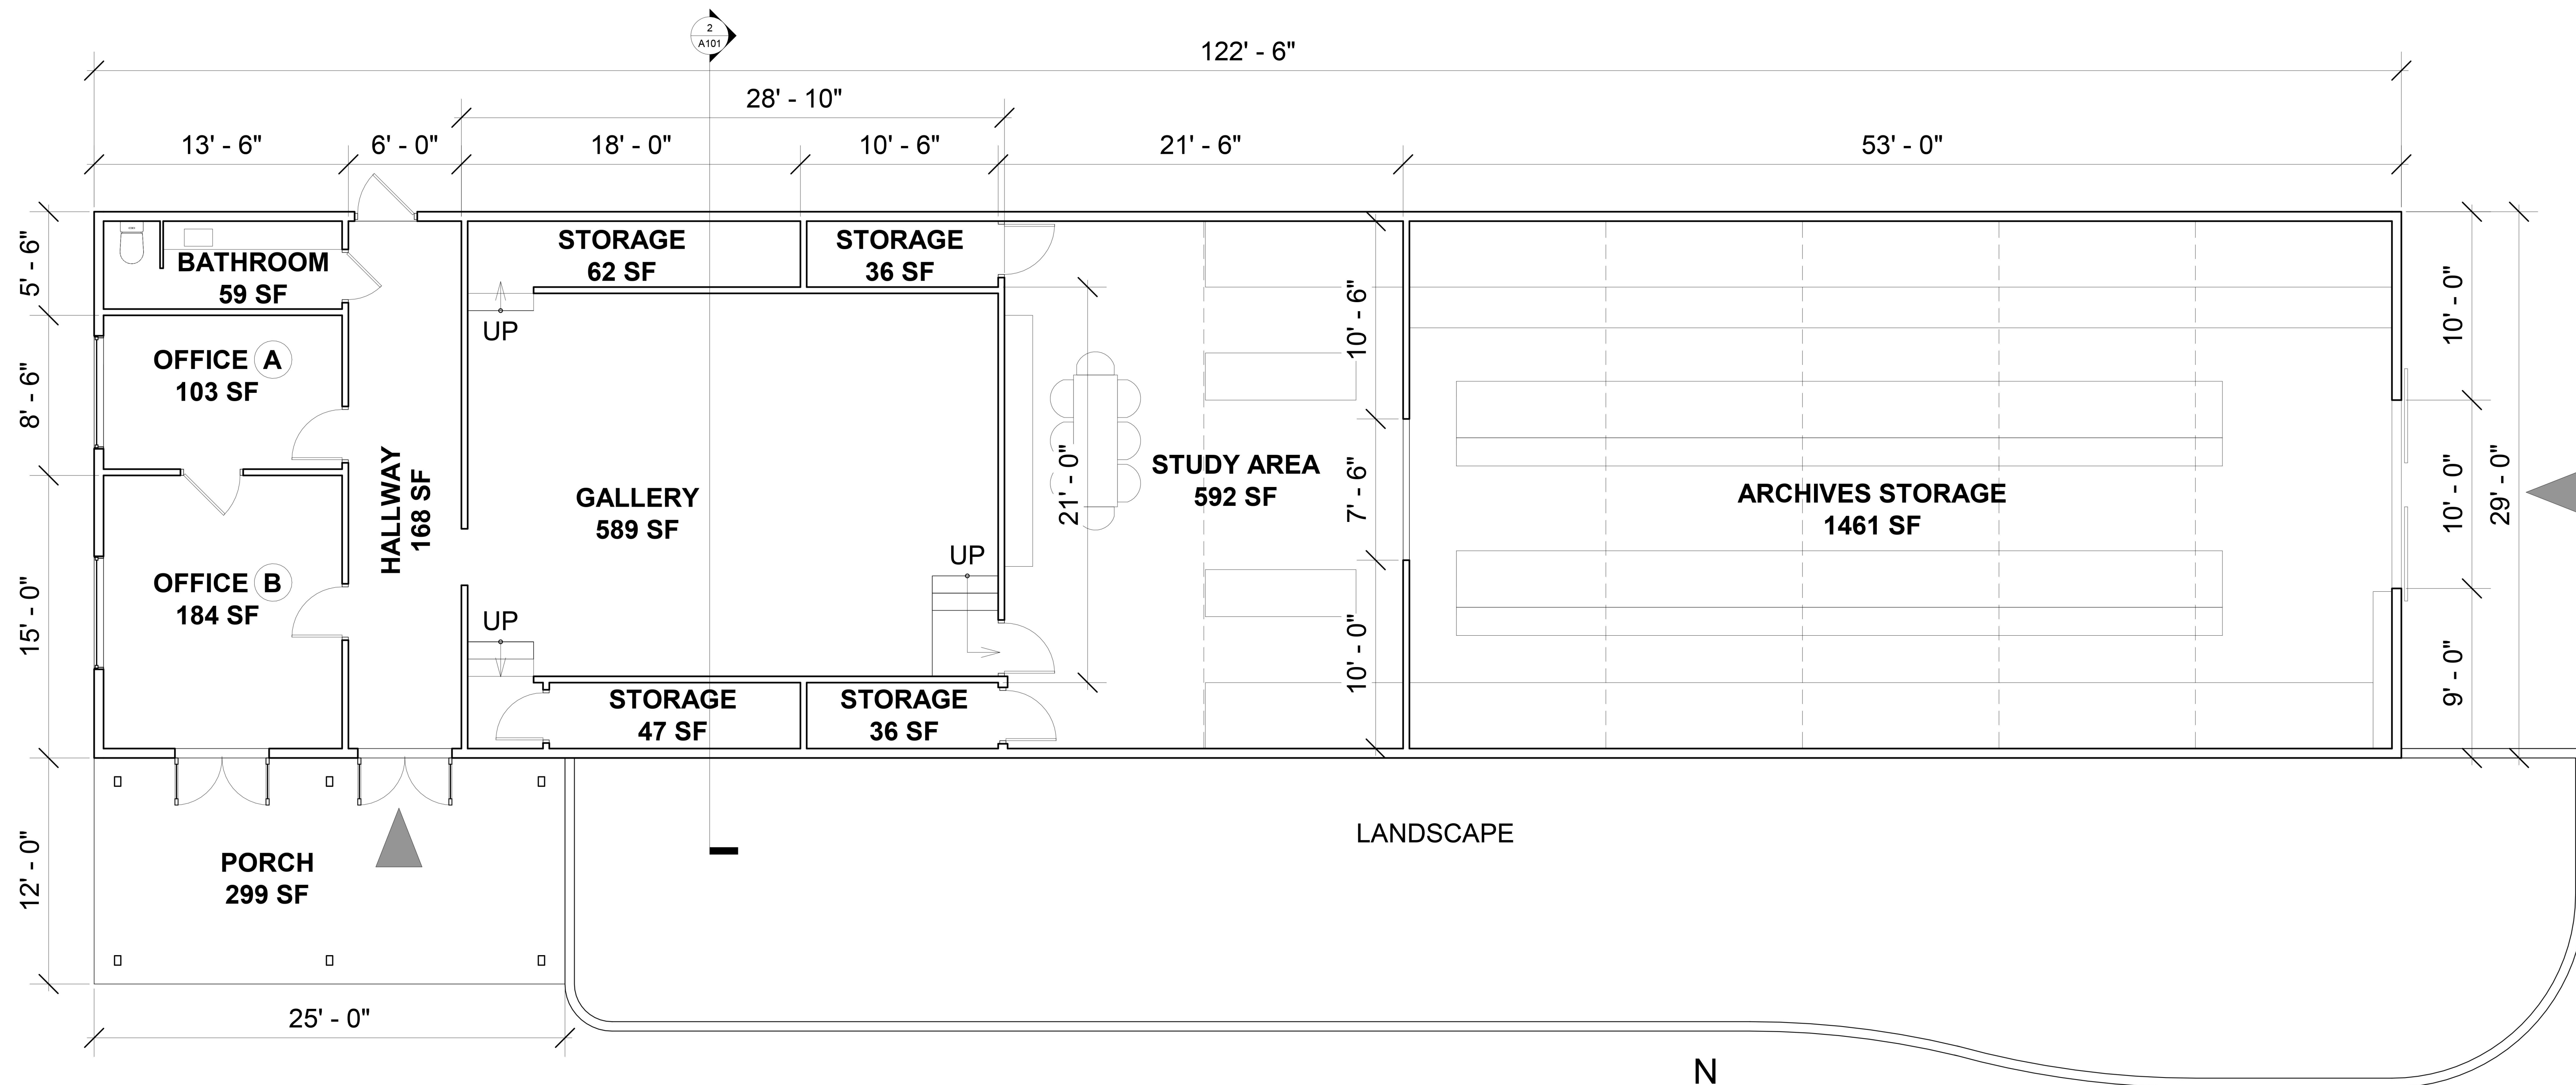 2
A101
122' - 6"
28' - 10"
13' - 6"
6' - 0"
18' - 0"
10' - 6"
21' - 6"
53' - 0"
5' - 6"
8' - 6"
15' - 0"
12' - 0"
BATHROOM
59 SF
OFFICE A
103 SF
OFFICE B
184 SF
HALLWAY
168 SF
STORAGE
62 SF
STORAGE
36 SF
UP
GALLERY
589 SF
UP
UP
STORAGE
47 SF
STORAGE
36 SF
21' - 0"
STUDY AREA
592 SF
10' - 6"
7' - 6"
10' - 0"
ARCHIVES STORAGE
1461 SF
10' - 0"
10' - 0"
9' - 0"
29' - 0"
PORCH
299 SF
LANDSCAPE
25' - 0"
N